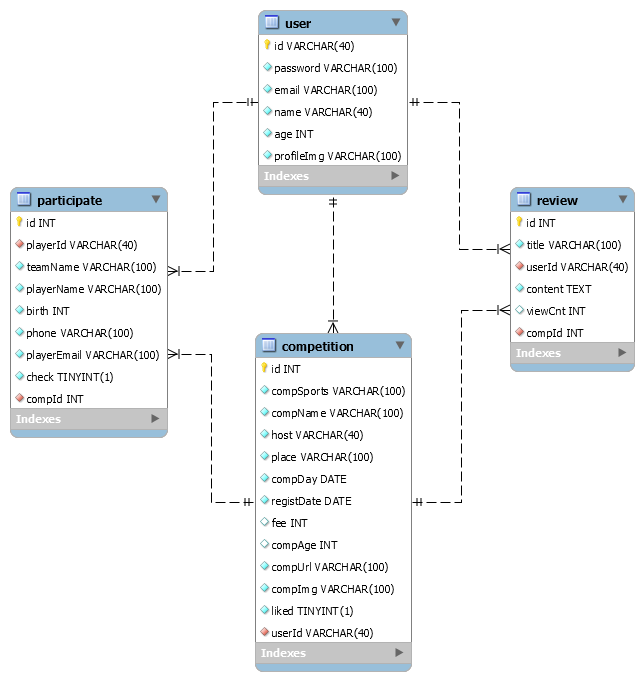 user
id VARCHAR(40)
password VARCHAR(100)
email VARCHAR(100)
name VARCHAR(40)
age INT
profileImg VARCHAR(100)
Indexes
participate
id INT
playerId VARCHAR(40)
teamName VARCHAR(100)
playerName VARCHAR(100)
birth INT
phone VARCHAR(100)
playerEmail VARCHAR(100)
check TINYINT(1)
compId INT
Indexes
review
id INT
title VARCHAR(100)
userId VARCHAR(40)
content TEXT
viewCnt INT
compId INT
Indexes
competition
id INT
compSports VARCHAR(100)
compName VARCHAR(100)
host VARCHAR(40)
place VARCHAR(100)
compDay DATE
registDate DATE
fee INT
compAge INT
compUrl VARCHAR(100)
compImg VARCHAR(100)
liked TINYINT(1)
userId VARCHAR(40)
Indexes